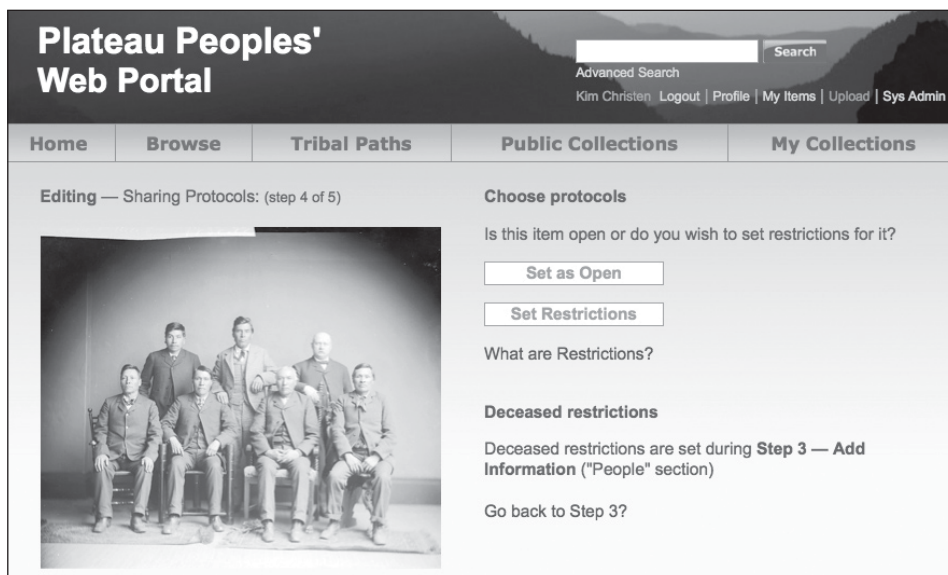 Plateau Peoples'
Web Portal
Search
Advanced Search
Kim Christen Logout | Profile | My Items | Upload | Sys Admin
Home Browse Tribal Paths Public Collections My Collections
Editing — Sharing Protocols: (step 4 of 5)
Choose protocols
Is this item open or do you wish to set restrictions for it?
Set as Open
Set Restrictions
What are Restrictions?
Deceased restrictions
Deceased restrictions are set during Step 3 — Add
Information ("People" section)
Go back to Step 3?